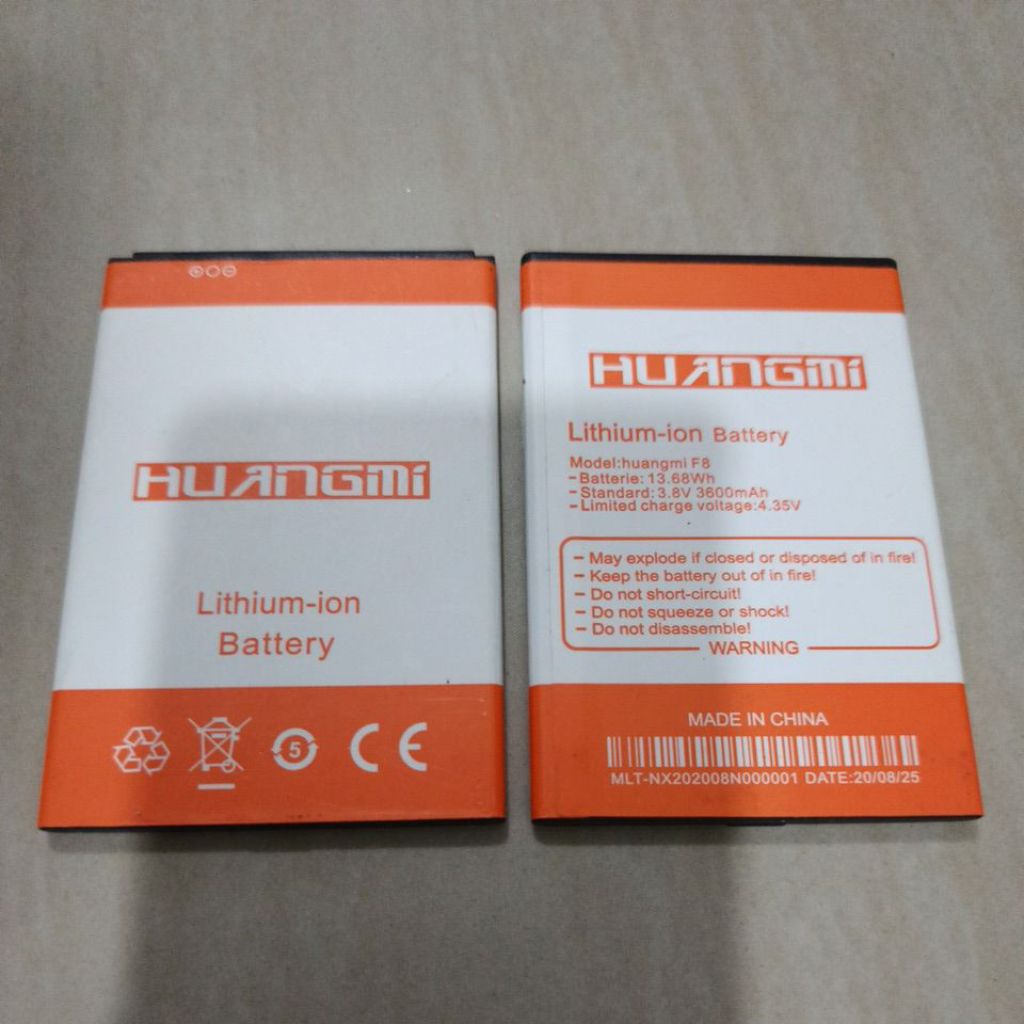 HUANGMI
Lithium-ion
Battery
5
CE
HUANGMI
Lithium-ion Battery
Model:huangmi F8
-Batterie: 13.68Wh
-Standard: 3.8V 3600mAh
-Limited charge voltage:4.35V
- May explode if closed or disposed of in fire!
- Keep the battery out of in fire!
- Do not short-circuit!
- Do not squeeze or shock!
- Do not disassemble!
WARNING
MADE IN CHINA
MLT-NX202008N000001 DATE:20/08/25